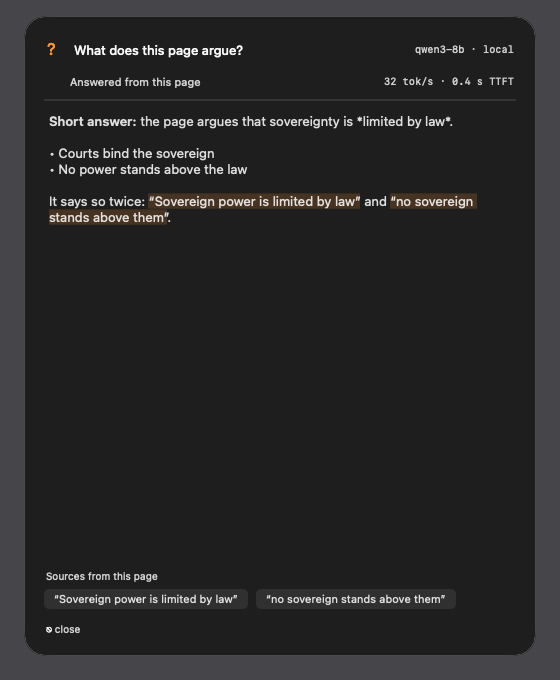 ? What does this page argue? qwen3-8b · local
Answered from this page 32 tok/s · 0.4 s TTFT
Short answer: the page argues that sovereignty is *limited by law*.
• Courts bind the sovereign
• No power stands above the law
It says so twice: “Sovereign power is limited by law” and “no sovereign
stands above them”.
Sources from this page
“Sovereign power is limited by law” “no sovereign stands above them”
close